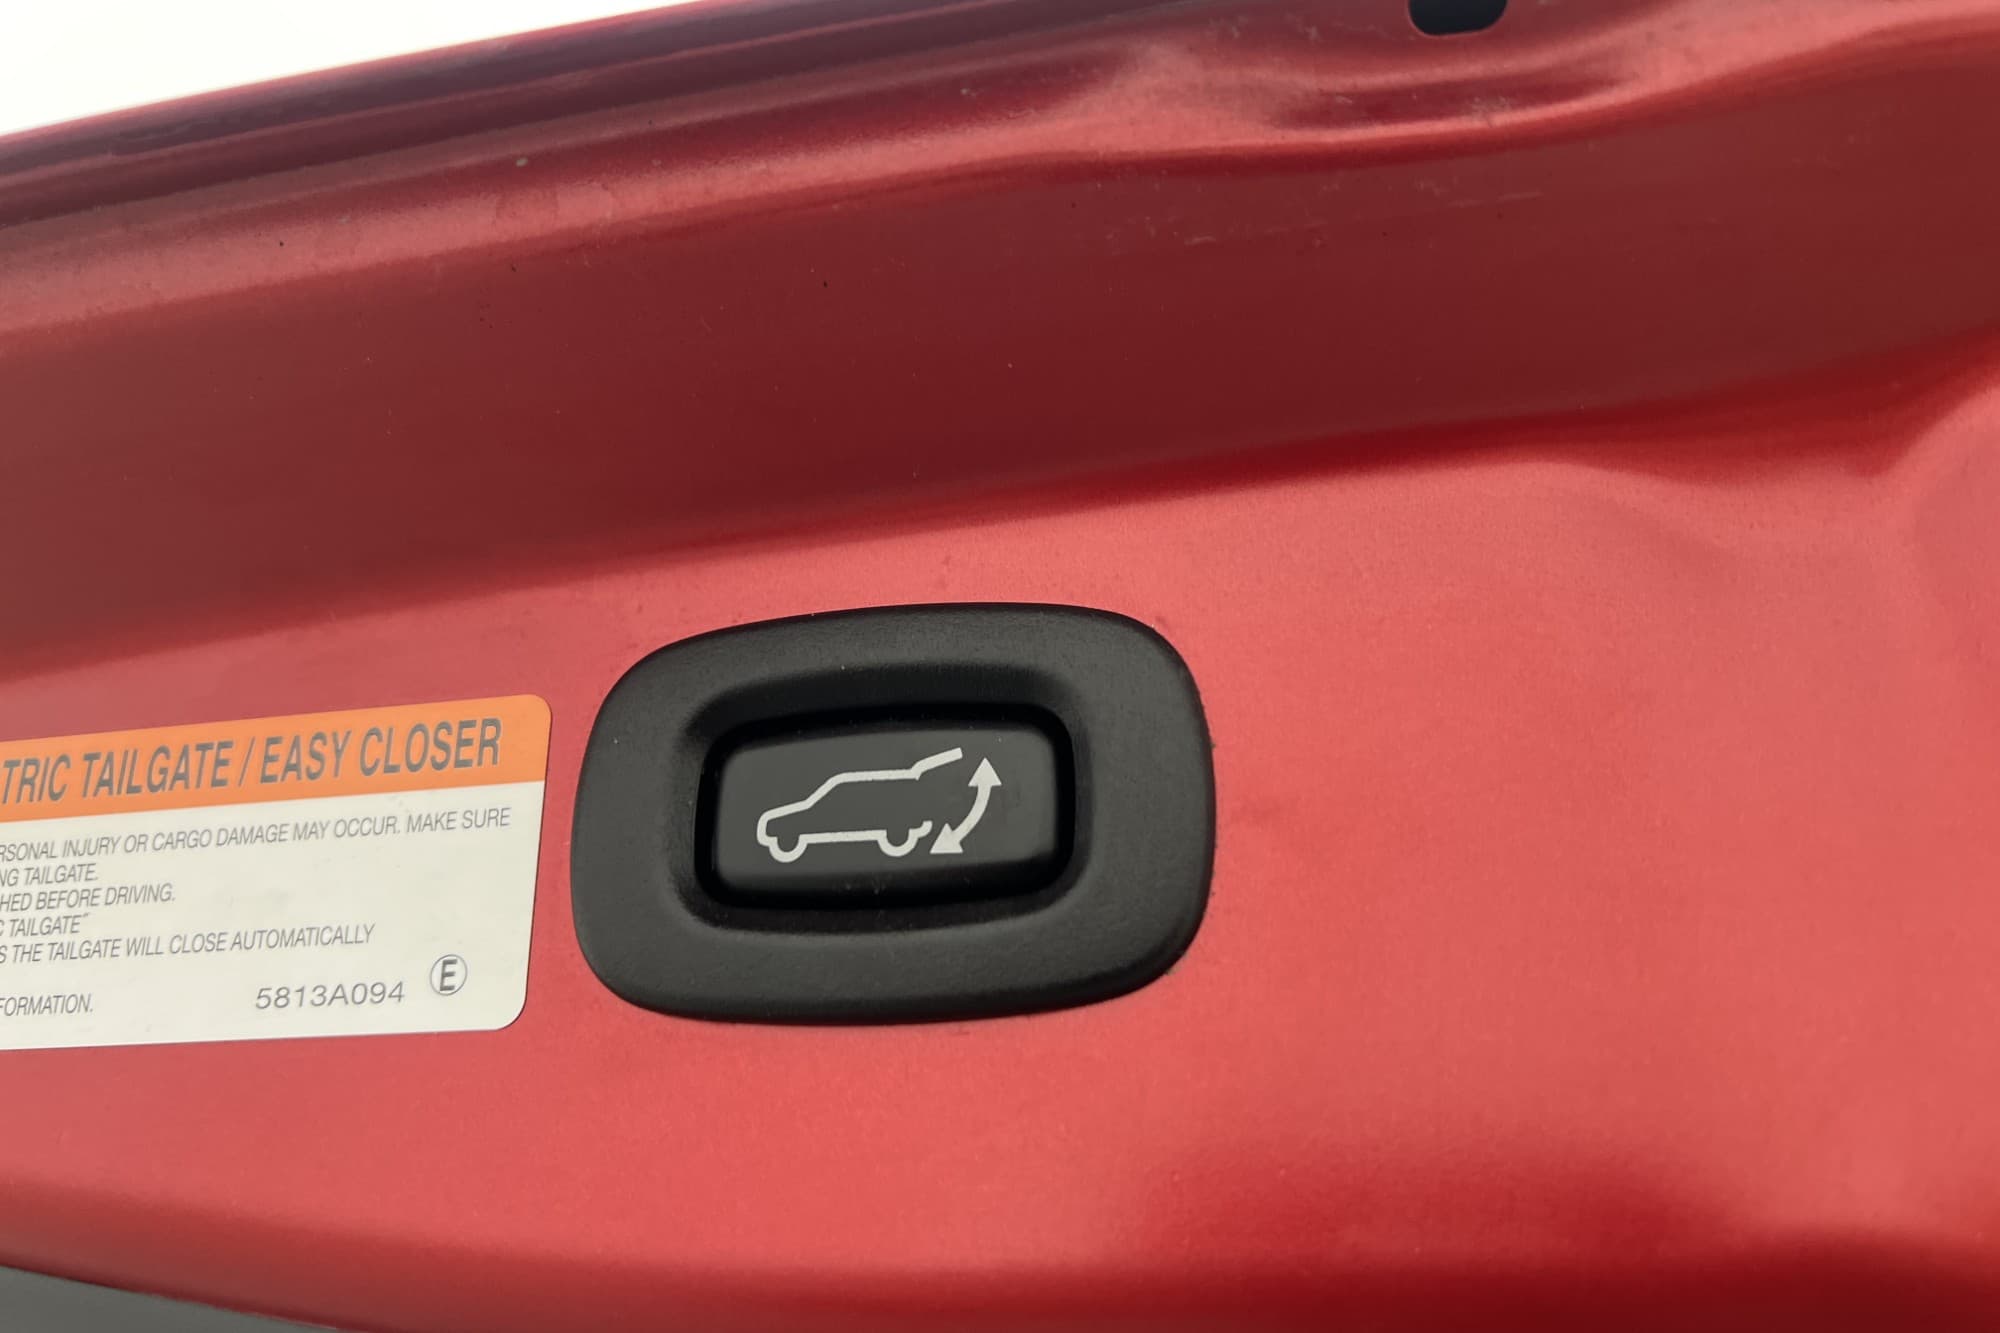 TRIC TAILGATE / EASY CLOSER
RSONAL INJURY OR CARGO DAMAGE MAY OCCUR. MAKE SURE
NG TAILGATE.
HED BEFORE DRIVING.
C TAILGATE"
S THE TAILGATE WILL CLOSE AUTOMATICALLY
FORMATION.
5813A094 E